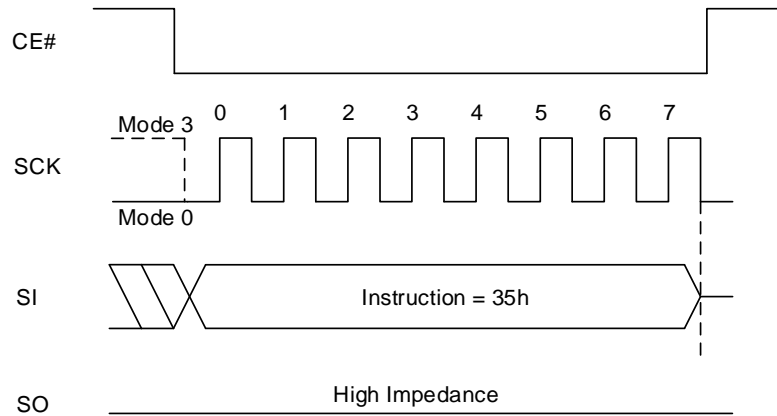 CE#
0 1 2 3 4 5 6 7
Mode 3
SCK
Mode 0
SI
Instruction = 35h
High Impedance
SO